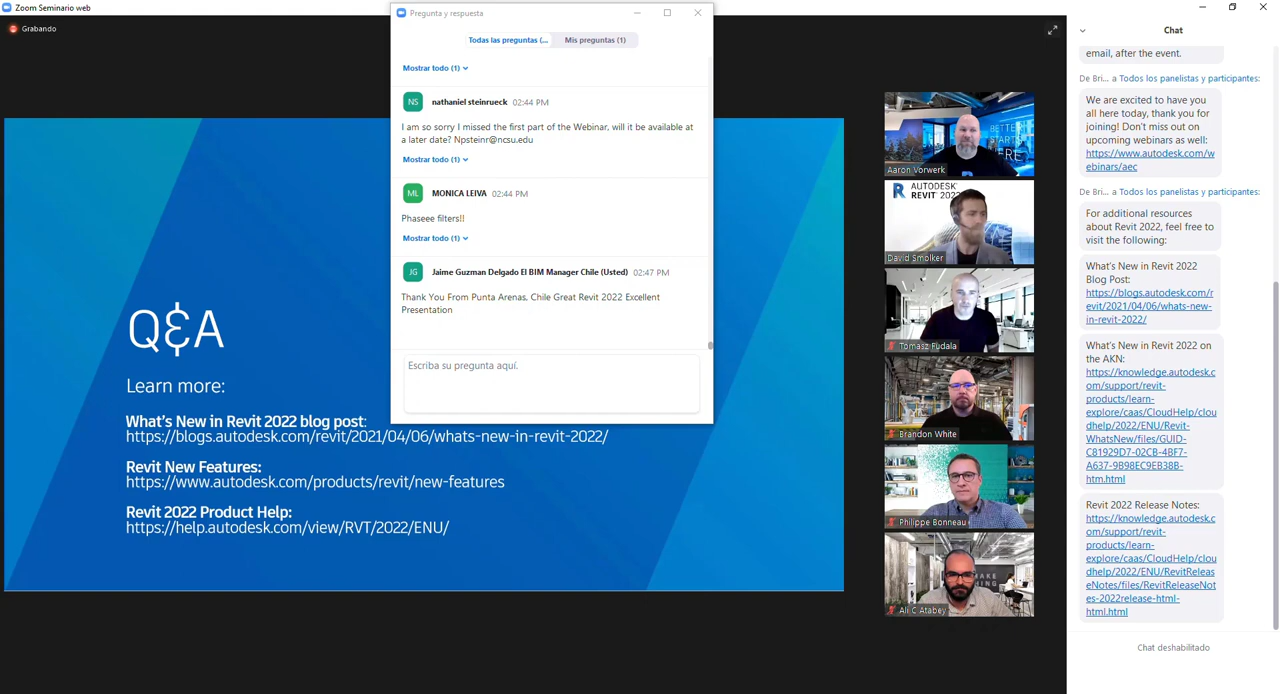 Zoom Seminario web
Grabando
Pregunta y respuesta
Todas las preguntas (...
Mis preguntas (1)
Mostrar todo (1)
NS nathaniel steinrueck 02:44 PM
I am so sorry I missed the first part of the Webinar, will it be available at
a later date? Npsteinr@ncsu.edu
Mostrar todo (1)
ML MONICA LEIVA 02:44 PM
Phaseee filters!!
Mostrar todo (1)
JG Jaime Guzman Delgado El BIM Manager Chile (Usted) 02:47 PM
Thank You From Punta Arenas, Chile Great Revit 2022 Excellent
Presentation
Escriba su pregunta aquí.
Q&A
Learn more:
What's New in Revit 2022 blog post:
https://blogs.autodesk.com/revit/2021/04/06/whats-new-in-revit-2022/
Revit New Features:
https://www.autodesk.com/products/revit/new-features
Revit 2022 Product Help:
https://help.autodesk.com/view/RVT/2022/ENU/
BETTER
STARTS
HERE
Aaron Vorwerk
R AUTODESK
REVIT 2022
David Smolker
Tomasz Fudala
Brandon White
Philippe Bonneau
MAKE
Ali C Atabey
Chat
email, after the event.
De Bri... a Todos los panelistas y participantes:
We are excited to have you
all here today, thank you for
joining! Don't miss out on
upcoming webinars as well:
https://www.autodesk.com/w
ebinars/aec
De Bri... a Todos los panelistas y participantes:
For additional resources
about Revit 2022, feel free to
visit the following:
What's New in Revit 2022
Blog Post:
https://blogs.autodesk.com/r
evit/2021/04/06/whats-new-
in-revit-2022/
What's New in Revit 2022 on
the AKN:
https://knowledge.autodesk.c
om/support/revit-
products/learn-
explore/caas/CloudHelp/clou
dhelp/2022/ENU/Revit-
WhatsNew/files/GUID-
C81929D7-02CB-4BF7-
A637-9B98EC9EB38B-
htm.html
Revit 2022 Release Notes:
https://knowledge.autodesk.c
om/support/revit-
products/learn-
explore/caas/CloudHelp/clou
dhelp/2022/ENU/RevitReleas
eNotes/files/RevitReleaseNot
es-2022release-html-
html.html
Chat deshabilitado